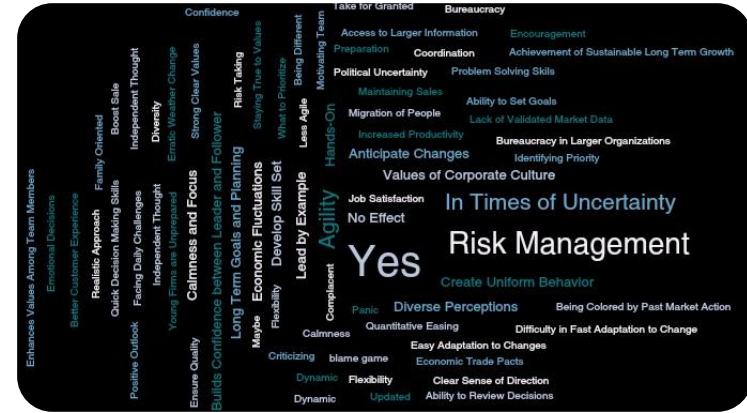 Confidence
Take for Granted
Bureaucracy
Access to Larger Information
Encouragement
Preparation
Coordination
Achievement of Sustainable Long Term Growth
Political Uncertainty
Problem Solving Skils
Maintaining Sales
Ability to Set Goals
Migration of People
Lack of Validated Market Data
Increased Productivity
Bureaucracy in Larger Organizations
Anticipate Changes
Identifying Priority
Values of Corporate Culture
Job Satisfaction
In Times of Uncertainty
No Effect
Risk Management
Yes
Create Uniform Behavior
Panic
Diverse Perceptions
Being Colored by Past Market Action
Calmness
Quantitative Easing
Difficulty in Fast Adaptation to Change
Easy Adaptation to Changes
Criticizing
blame game
Economic Trade Pacts
Dynamic
Flexibility
Clear Sense of Direction
Dynamic
Updated
Ability to Review Decisions
Enhances Values Among Team Members
Emotional Decisions
Better Customer Experience
Realistic Approach
Family Oriented
Quick Decision Making Skills
Boost Sale
Independent Thought
Facing Daily Challenges
Positive Outlook
Diversity
Independent Thought
Erratic Weather Change
Young Firms are Unprepared
Strong Clear Values
Calmness and Focus
Ensure Quality
Builds Confidence between Leader and Follower
Risk Taking
Long Term Goals and Planning
Staying True to Values
Economic Fluctuations
Maybe
What to Prioritize
Develop Skill Set
Flexibility
Being Different
Less Agile
Lead by Example
Motivating Team
Hands-On
Agility
Complacent